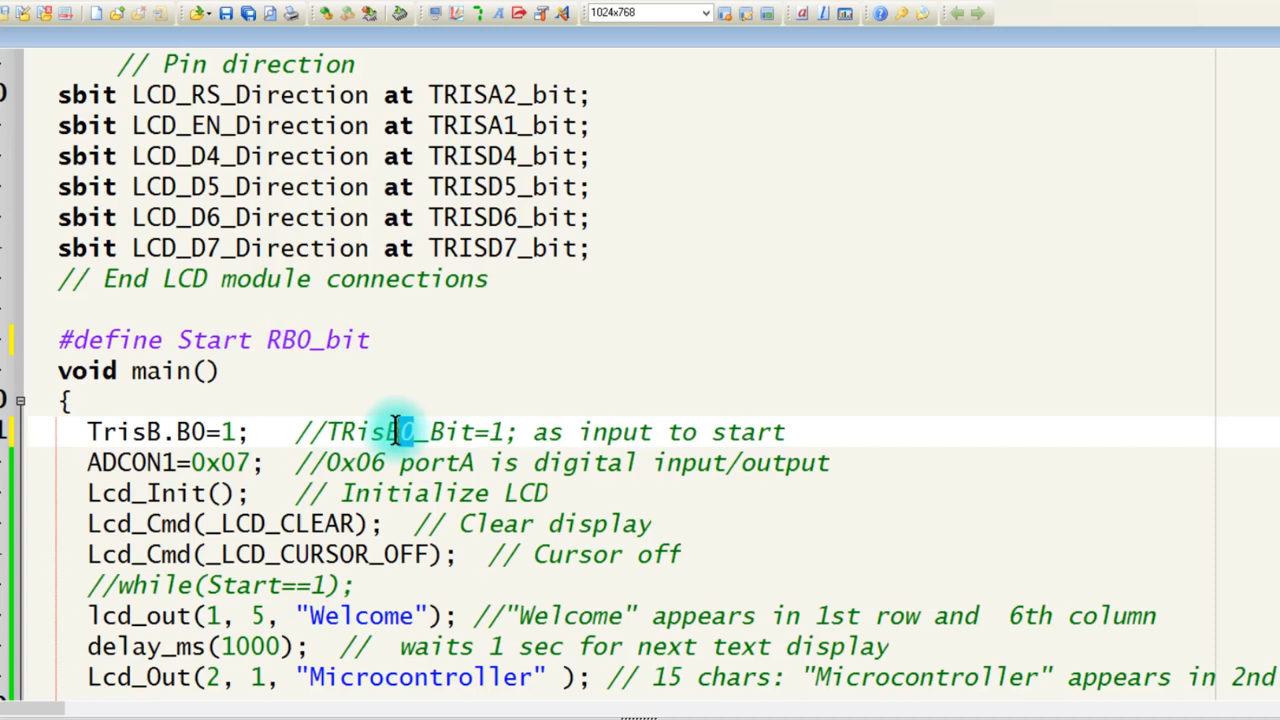 1024x768
// Pin direction
sbit LCD_RS_Direction at TRISA2_bit;
sbit LCD_EN_Direction at TRISA1_bit;
sbit LCD_D4_Direction at TRISD4_bit;
sbit LCD_D5_Direction at TRISD5_bit;
sbit LCD_D6_Direction at TRISD6_bit;
sbit LCD_D7_Direction at TRISD7_bit;
// End LCD module connections
#define Start RB0_bit
void main()
{
TrisB.B0=1; //TRisB0_Bit=1; as input to start
ADCON1=0x07; //0x06 portA is digital input/output
Lcd_Init(); // Initialize LCD
Lcd_Cmd(_LCD_CLEAR); // Clear display
Lcd_Cmd(_LCD_CURSOR_OFF); // Cursor off
//while(Start==1);
lcd_out(1, 5, "Welcome"); //"Welcome" appears in 1st row and 6th column
delay_ms(1000); // waits 1 sec for next text display
Lcd_Out(2, 1, "Microcontroller" ); // 15 chars: "Microcontroller" appears in 2nd